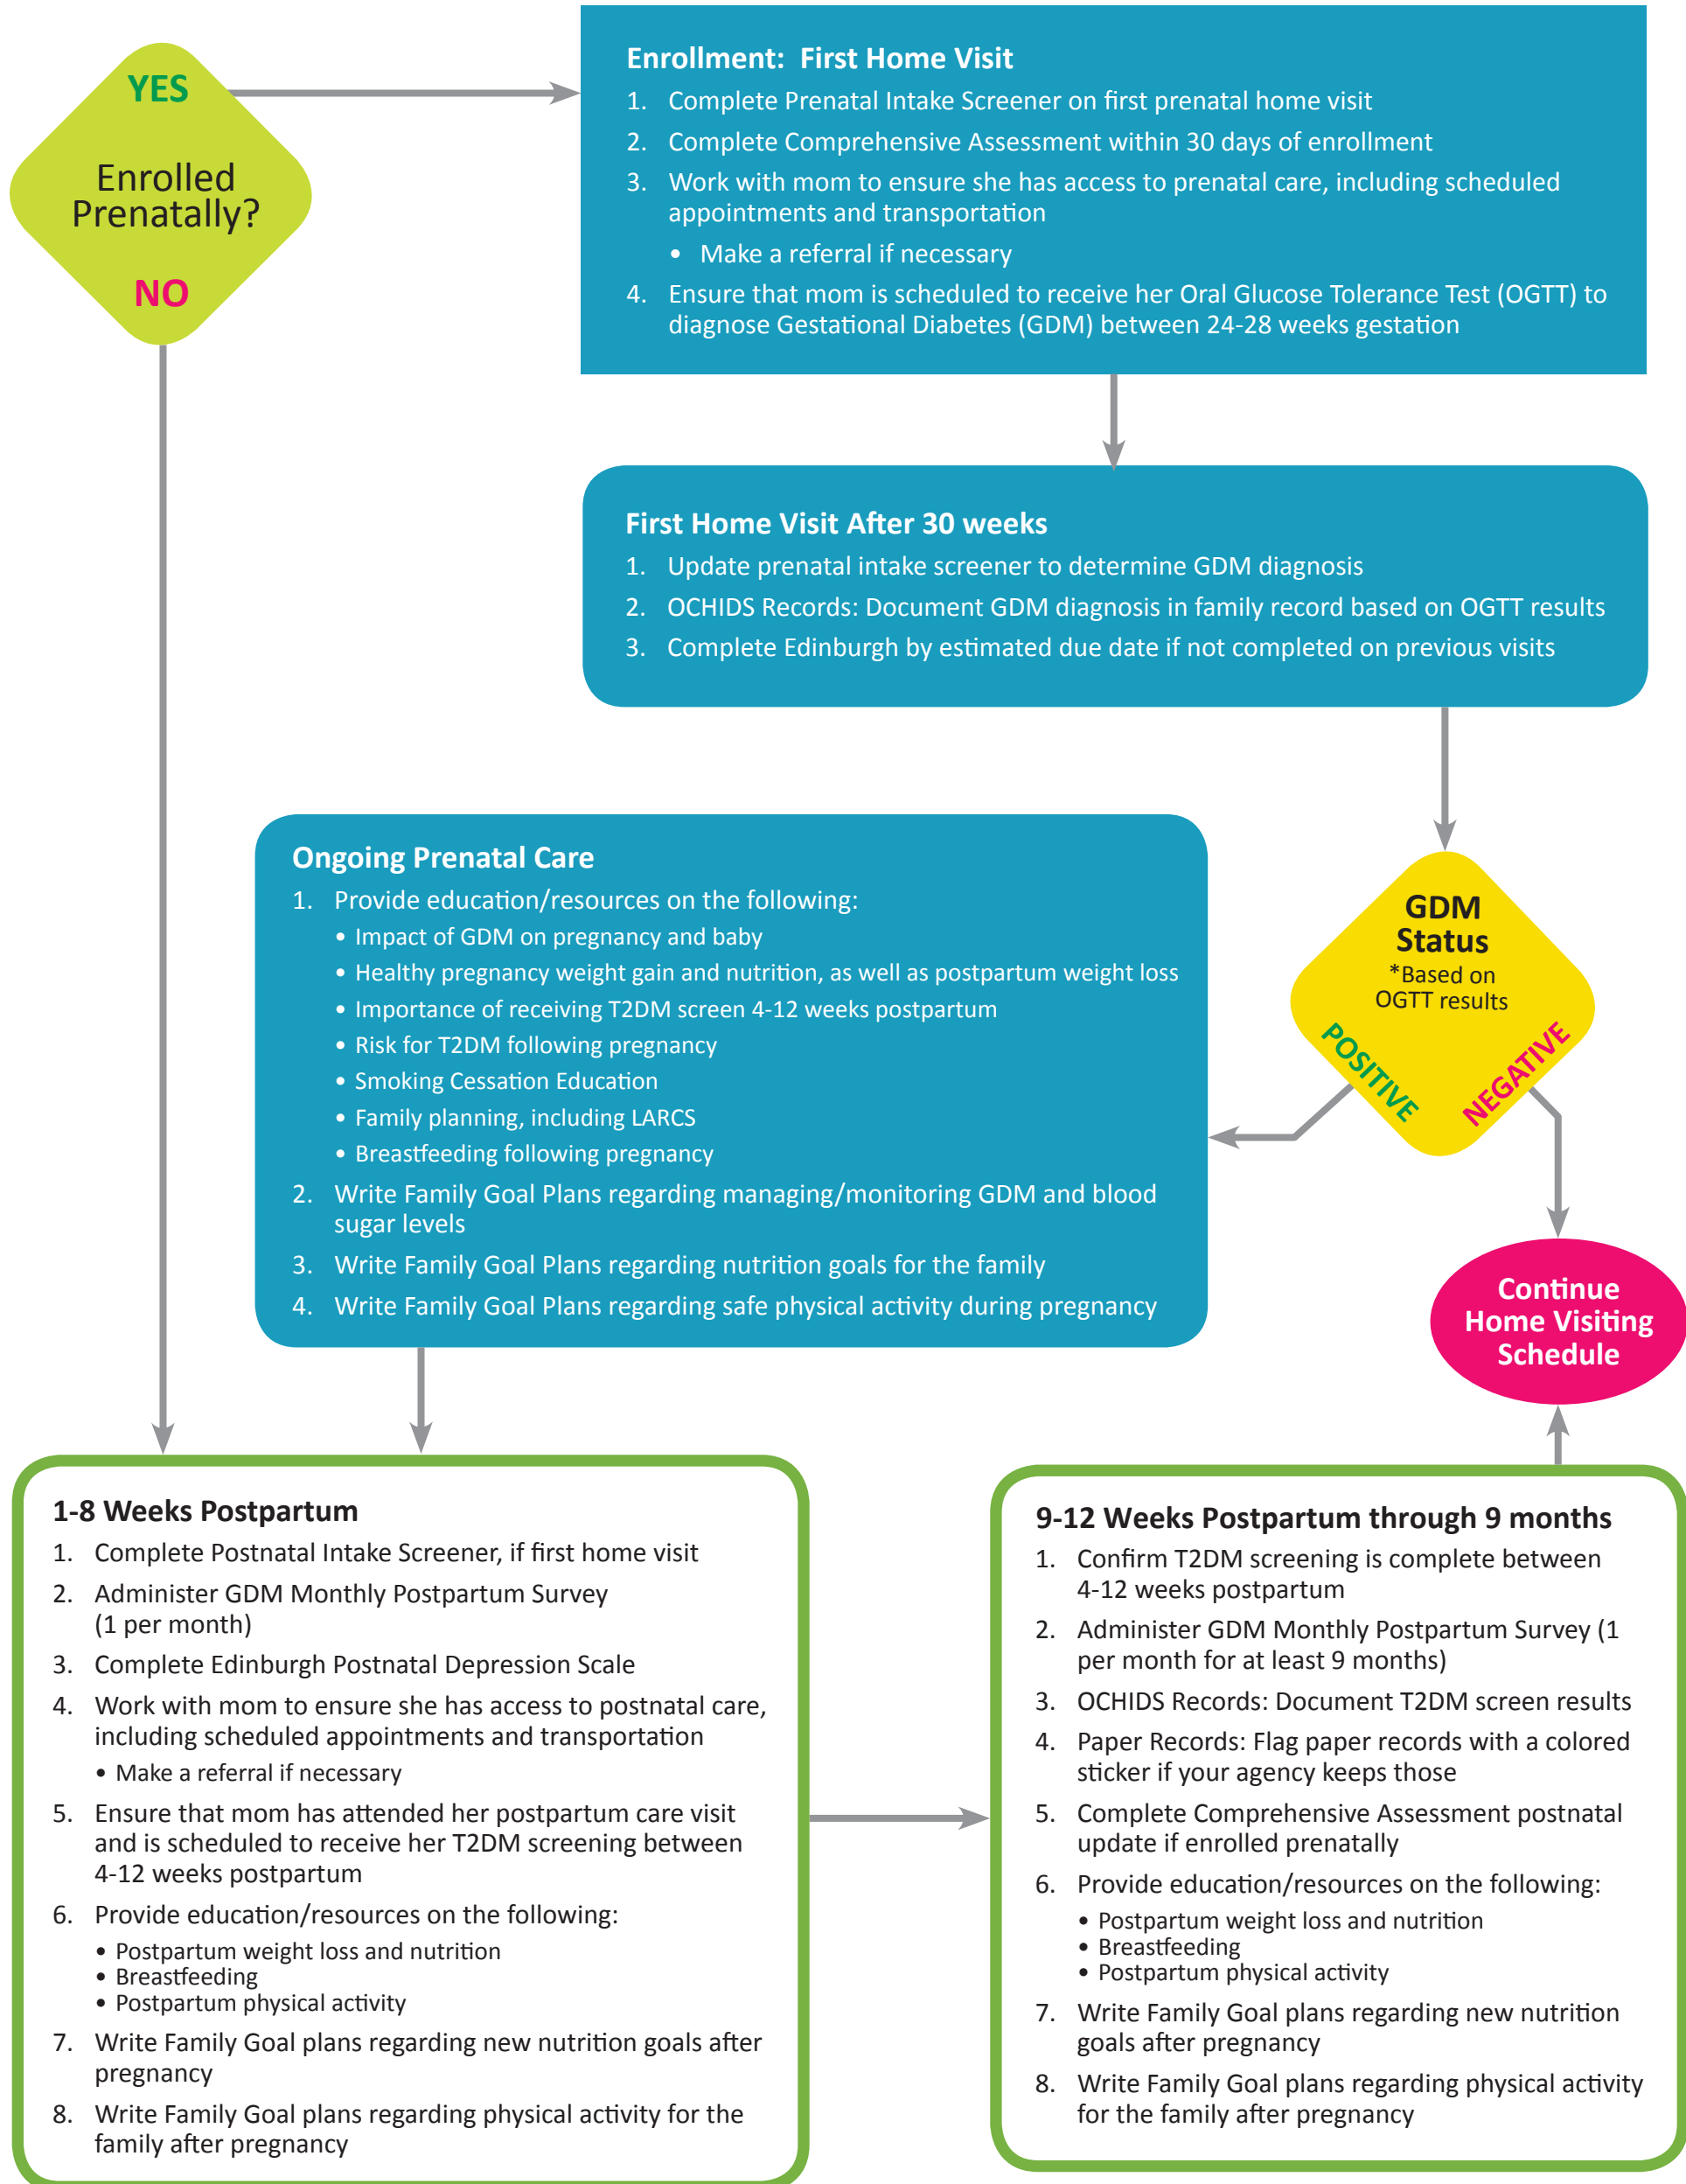 YES
Enrolled
Prenatally?
NO
Enrollment:  First Home Visit
1. Complete Prenatal Intake Screener on first prenatal home visit
2. Complete Comprehensive Assessment within 30 days of enrollment
3. Work with mom to ensure she has access to prenatal care, including scheduled
appointments and transportation
• Make a referral if necessary
4. Ensure that mom is scheduled to receive her Oral Glucose Tolerance Test (OGTT) to
diagnose Gestational Diabetes (GDM) between 24-28 weeks gestation
First Home Visit After 30 weeks
1. Update prenatal intake screener to determine GDM diagnosis
2. OCHIDS Records: Document GDM diagnosis in family record based on OGTT results
3. Complete Edinburgh by estimated due date if not completed on previous visits
GDM
Status
*Based on
OGTT results
POSITIVE
NEGATIVE
Ongoing Prenatal Care
1. Provide education/resources on the following:
• Impact of GDM on pregnancy and baby
• Healthy pregnancy weight gain and nutrition, as well as postpartum weight loss
• Importance of receiving T2DM screen 4-12 weeks postpartum
• Risk for T2DM following pregnancy
• Smoking Cessation Education
• Family planning, including LARCS
• Breastfeeding following pregnancy
2. Write Family Goal Plans regarding managing/monitoring GDM and blood
sugar levels
3. Write Family Goal Plans regarding nutrition goals for the family
4. Write Family Goal Plans regarding safe physical activity during pregnancy
Continue
Home Visiting
Schedule
1-8 Weeks Postpartum
1. Complete Postnatal Intake Screener, if first home visit
2. Administer GDM Monthly Postpartum Survey
(1 per month)
3. Complete Edinburgh Postnatal Depression Scale
4. Work with mom to ensure she has access to postnatal care,
including scheduled appointments and transportation
• Make a referral if necessary
5. Ensure that mom has attended her postpartum care visit
and is scheduled to receive her T2DM screening between
4-12 weeks postpartum
6. Provide education/resources on the following:
• Postpartum weight loss and nutrition
• Breastfeeding
• Postpartum physical activity
7. Write Family Goal plans regarding new nutrition goals after
pregnancy
8. Write Family Goal plans regarding physical activity for the
family after pregnancy
9-12 Weeks Postpartum through 9 months
1. Confirm T2DM screening is complete between
4-12 weeks postpartum
2. Administer GDM Monthly Postpartum Survey (1
per month for at least 9 months)
3. OCHIDS Records: Document T2DM screen results
4. Paper Records: Flag paper records with a colored
sticker if your agency keeps those
5. Complete Comprehensive Assessment postnatal
update if enrolled prenatally
6. Provide education/resources on the following:
• Postpartum weight loss and nutrition
• Breastfeeding
• Postpartum physical activity
7. Write Family Goal plans regarding new nutrition
goals after pregnancy
8. Write Family Goal plans regarding physical activity
for the family after pregnancy